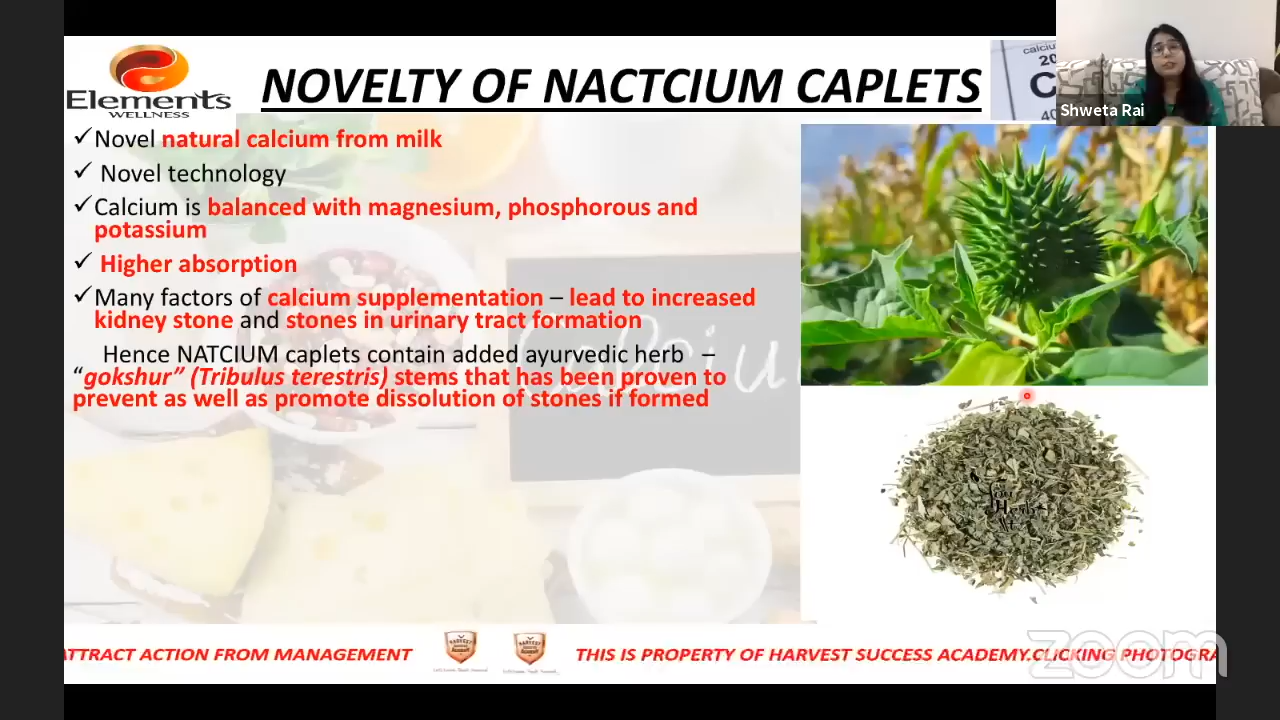 Elements
WELLNESS
NOVELTY OF NACTCIUM CAPLETS
calciu
20
C
40
Shweta Rai
✓Novel natural calcium from milk
✓ Novel technology
✓Calcium is balanced with magnesium, phosphorous and
potassium
✓ Higher absorption
✓Many factors of calcium supplementation – lead to increased
kidney stone and stones in urinary tract formation
Hence NATCIUM caplets contain added ayurvedic herb –
“gokshur” (Tribulus terestris) stems that has been proven to
prevent as well as promote dissolution of stones if formed
Calcium
ATTRACT ACTION FROM MANAGEMENT
THIS IS PROPERTY OF HARVEST SUCCESS ACADEMY.CLICKING PHOTOGRA
zoom